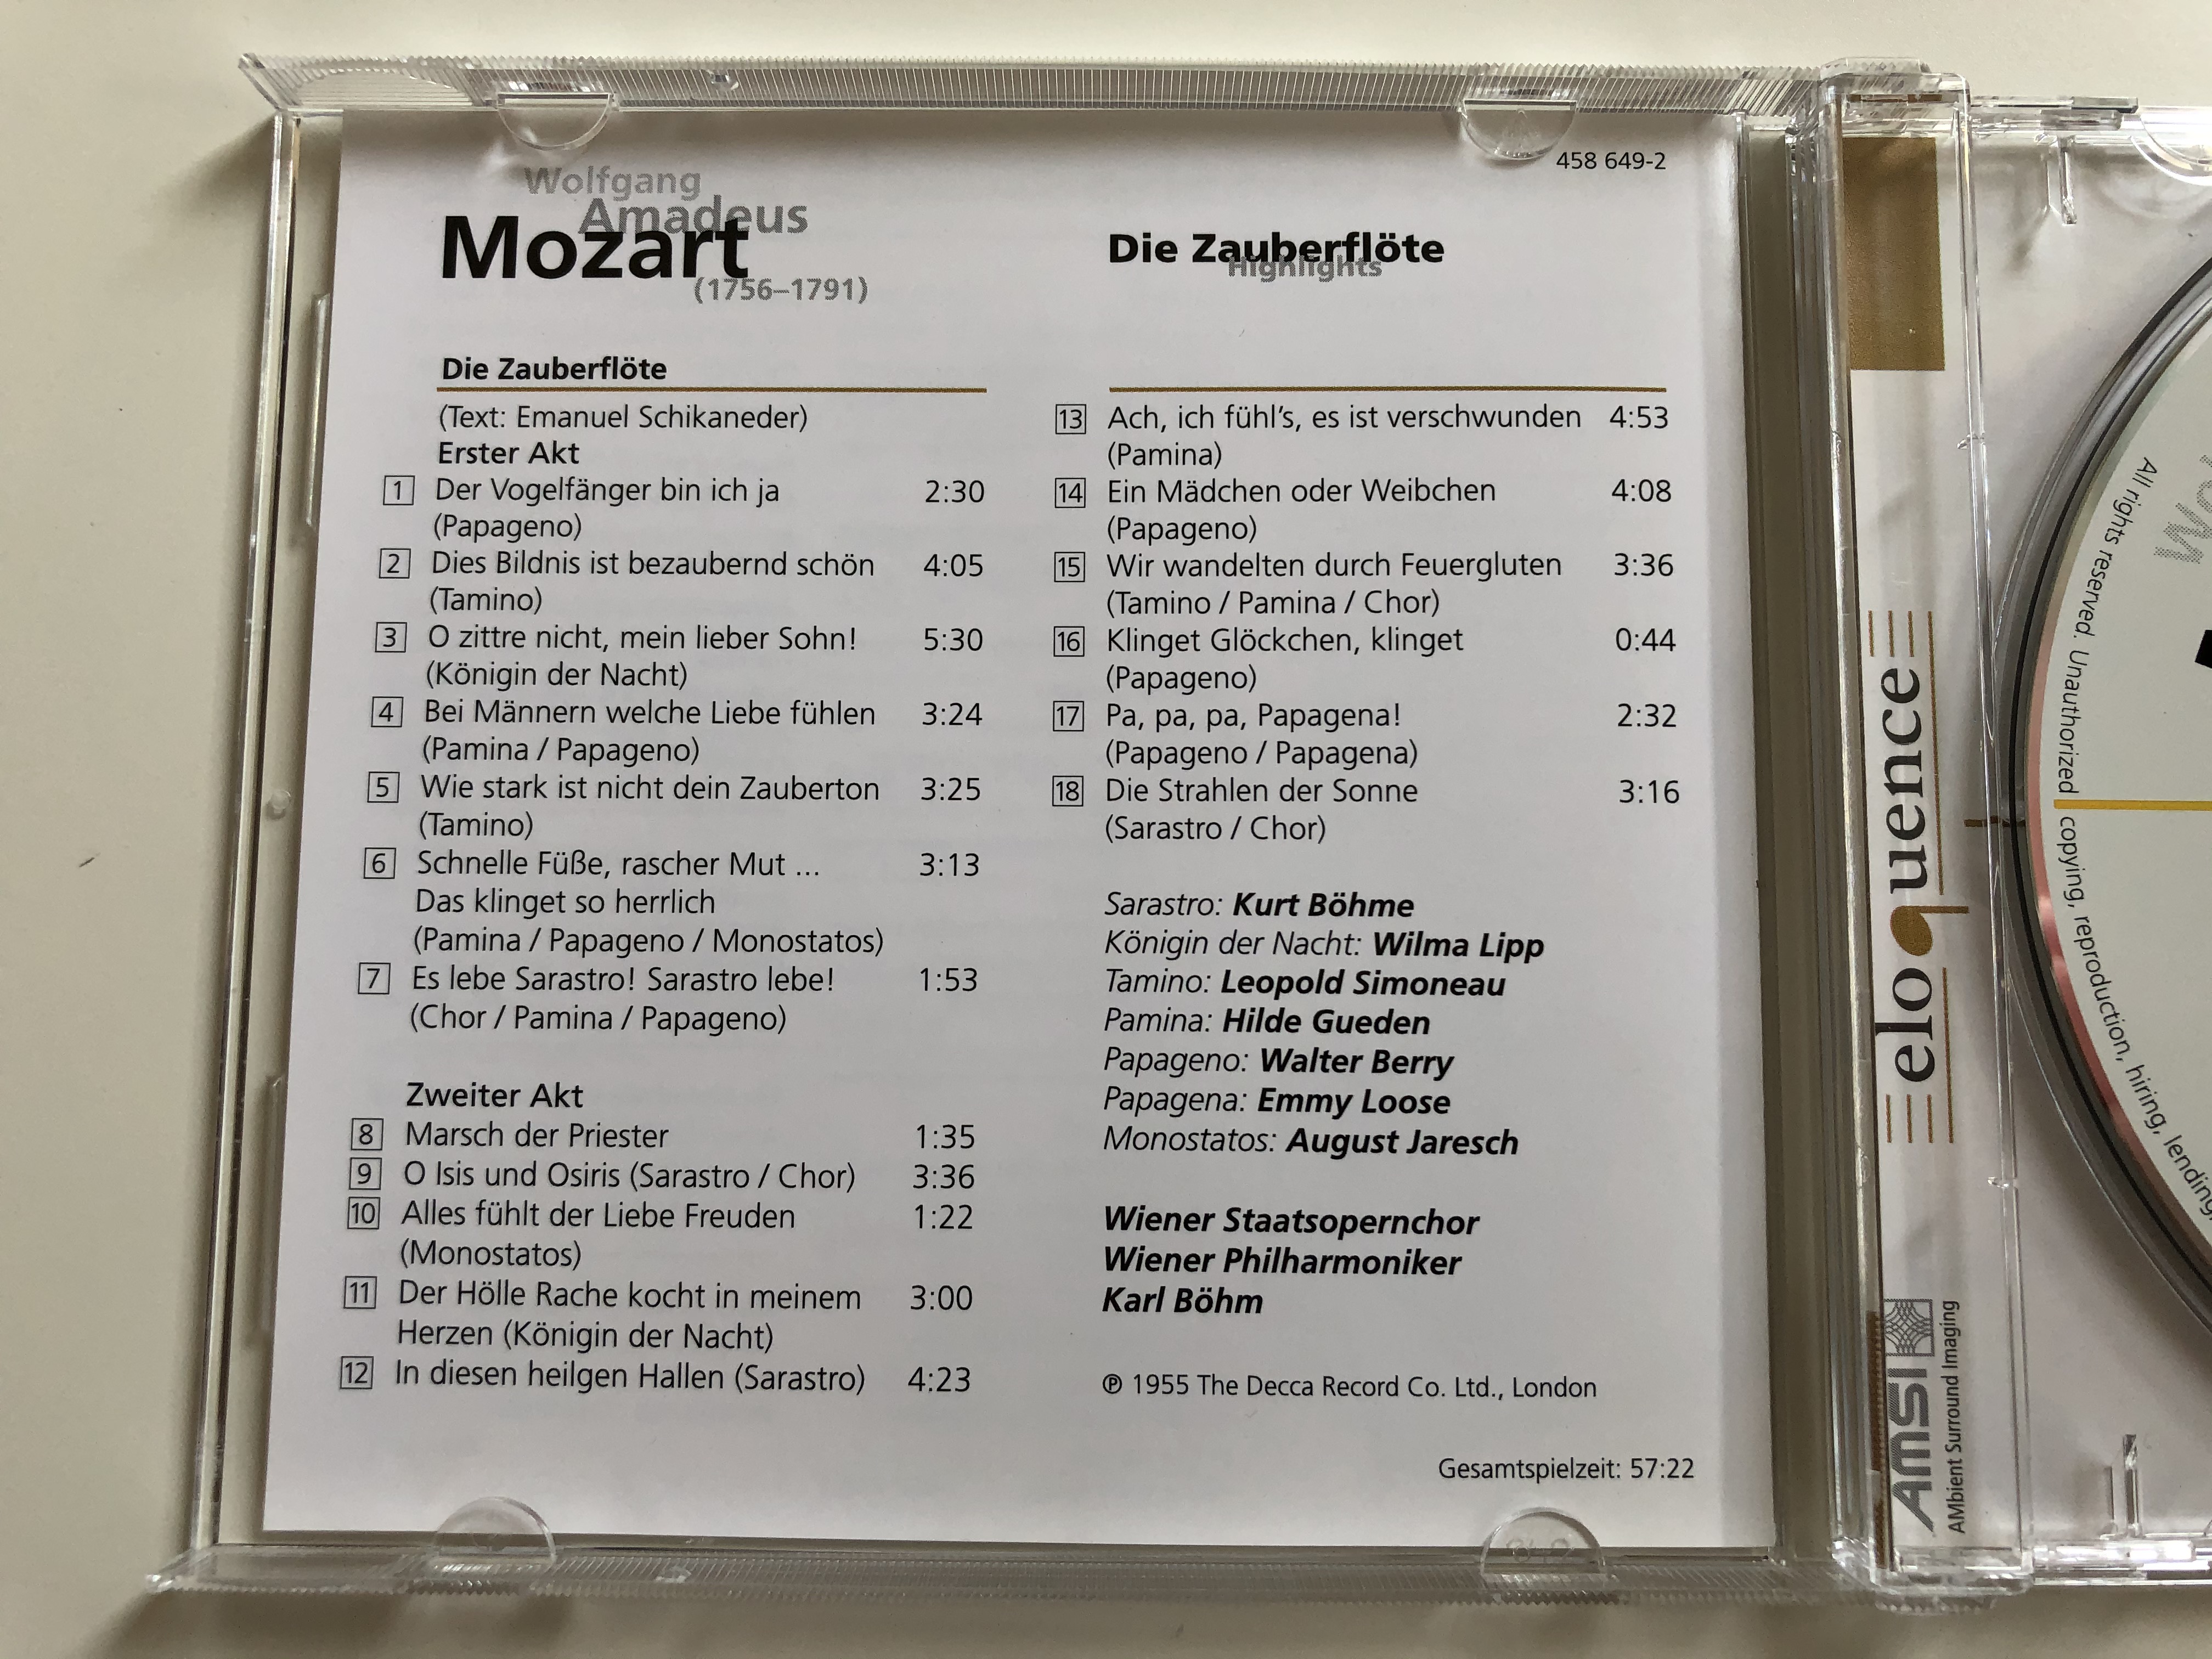 458 649-2
Wolfgang
Amadeus
Mozart
(1756–1791)
Die Zauberflöte
Highlights
Die Zauberflöte
(Text: Emanuel Schikaneder)
Erster Akt
1 Der Vogelfänger bin ich ja 2:30
(Papageno)
2 Dies Bildnis ist bezaubernd schön 4:05
(Tamino)
3 O zittre nicht, mein lieber Sohn! 5:30
(Königin der Nacht)
4 Bei Männern welche Liebe fühlen 3:24
(Pamina / Papageno)
5 Wie stark ist nicht dein Zauberton 3:25
(Tamino)
6 Schnelle Füße, rascher Mut ... 3:13
Das klinget so herrlich
(Pamina / Papageno / Monostatos)
7 Es lebe Sarastro! Sarastro lebe! 1:53
(Chor / Pamina / Papageno)
Zweiter Akt
8 Marsch der Priester 1:35
9 O Isis und Osiris (Sarastro / Chor) 3:36
10 Alles fühlt der Liebe Freuden 1:22
(Monostatos)
11 Der Hölle Rache kocht in meinem 3:00
Herzen (Königin der Nacht)
12 In diesen heilgen Hallen (Sarastro) 4:23
13 Ach, ich fühl's, es ist verschwunden 4:53
(Pamina)
14 Ein Mädchen oder Weibchen 4:08
(Papageno)
15 Wir wandelten durch Feuergluten 3:36
(Tamino / Pamina / Chor)
16 Klinget Glöckchen, klinget 0:44
(Papageno)
17 Pa, pa, pa, Papagena! 2:32
(Papageno / Papagena)
18 Die Strahlen der Sonne 3:16
(Sarastro / Chor)
Sarastro: Kurt Böhme
Königin der Nacht: Wilma Lipp
Tamino: Leopold Simoneau
Pamina: Hilde Gueden
Papageno: Walter Berry
Papagena: Emmy Loose
Monostatos: August Jaresch
Wiener Staatsopernchor
Wiener Philharmoniker
Karl Böhm
℗ 1955 The Decca Record Co. Ltd., London
Gesamtspielzeit: 57:22
eloquence
AMSI
AMbient Surround Imaging
All rights reserved. Unauthorized copying, reproduction, hiring, lending,